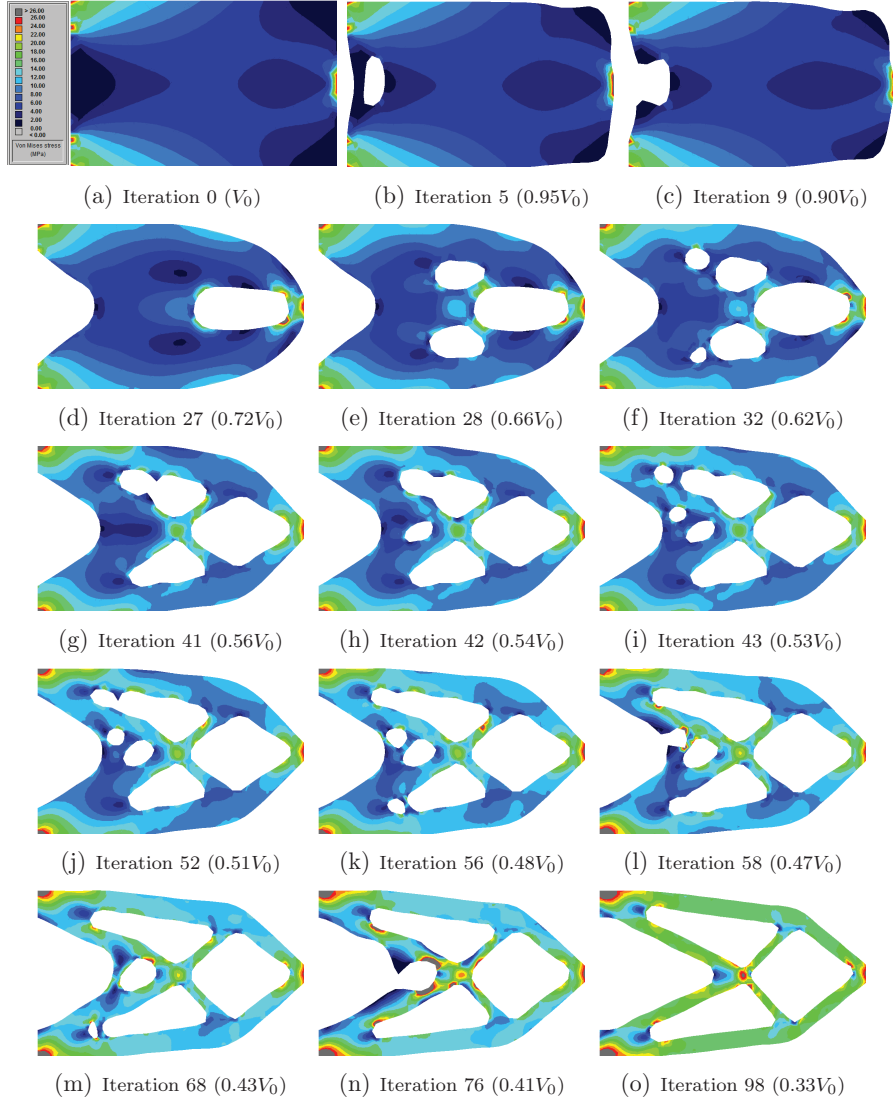 > 26.00
26.00
24.00
22.00
20.00
18.00
16.00
14.00
12.00
10.00
8.00
6.00
4.00
2.00
0.00
< 0.00
Von Mises stress
(MPa)
(a) Iteration 0 (V₀)
(b) Iteration 5 (0.95V₀)
(c) Iteration 9 (0.90V₀)
(d) Iteration 27 (0.72V₀)
(e) Iteration 28 (0.66V₀)
(f) Iteration 32 (0.62V₀)
(g) Iteration 41 (0.56V₀)
(h) Iteration 42 (0.54V₀)
(i) Iteration 43 (0.53V₀)
(j) Iteration 52 (0.51V₀)
(k) Iteration 56 (0.48V₀)
(l) Iteration 58 (0.47V₀)
(m) Iteration 68 (0.43V₀)
(n) Iteration 76 (0.41V₀)
(o) Iteration 98 (0.33V₀)